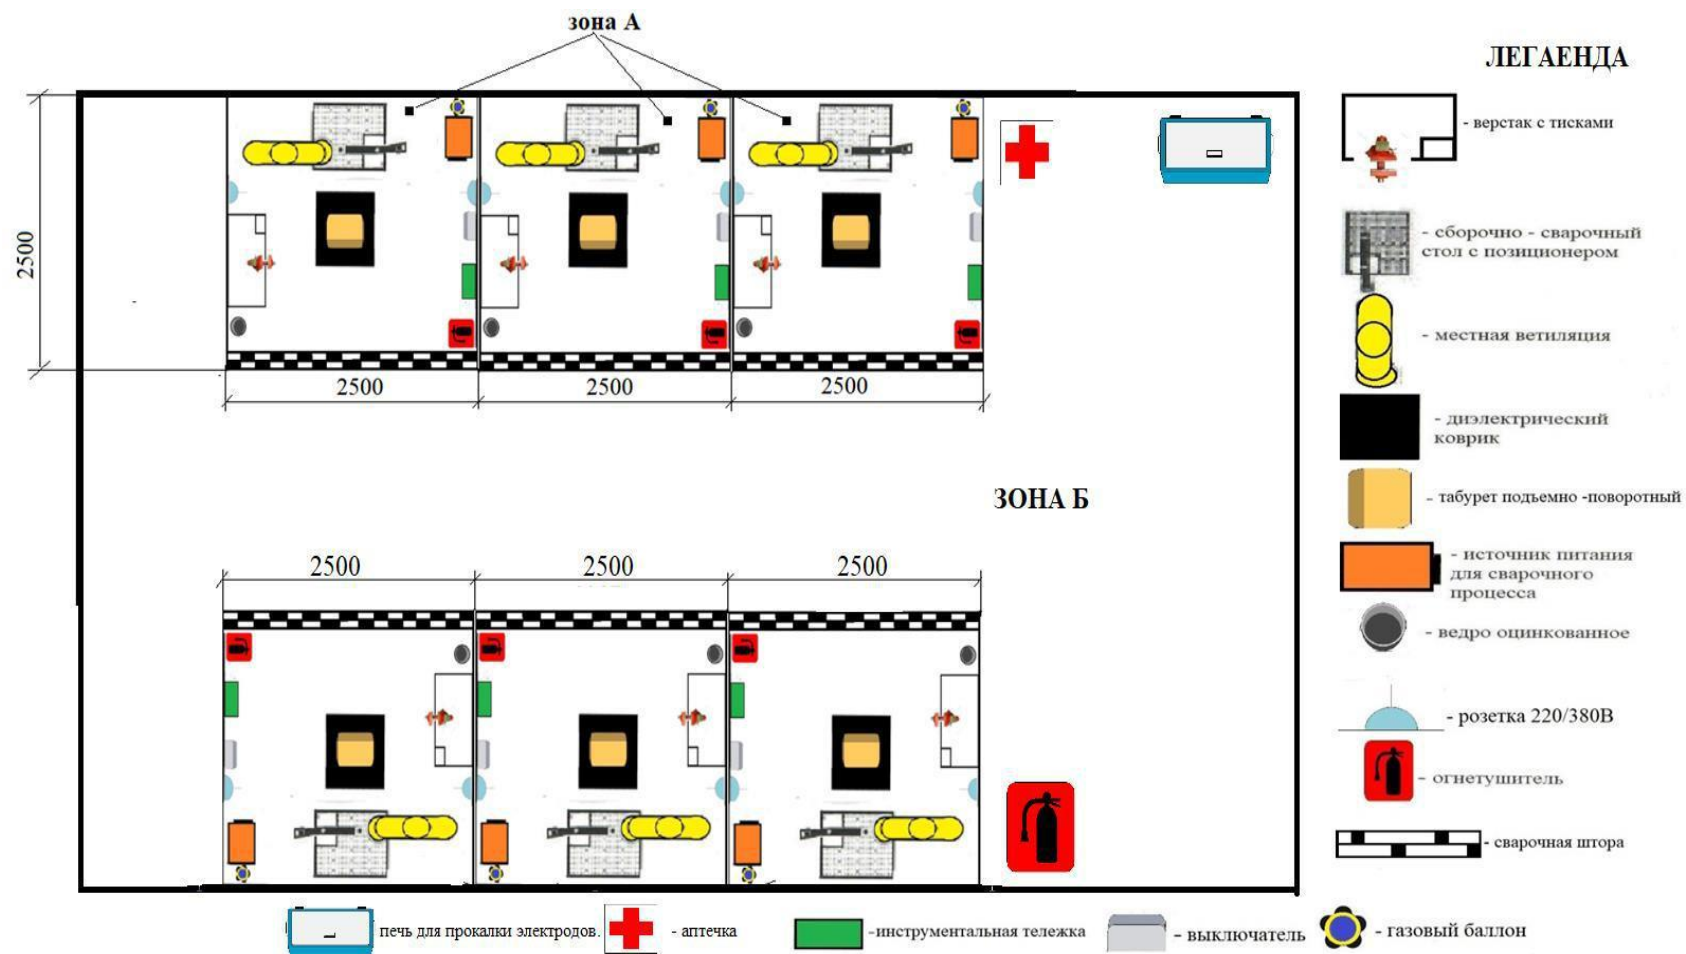 зона А
ЛЕГАЕНДА
- верстак с тисками
- сборочно - сварочный
стол с позиционером
- местная ветиляция
- диэлектрический
коврик
- табурет подъемно -поворотный
- источник питания
для сварочного
процесса
- ведро оцинкованное
- розетка 220/380В
- огнетушитель
- сварочная штора
2500
2500
2500
2500
ЗОНА Б
2500
2500
2500
печь для прокалки электродов.
- аптечка
-инструментальная тележка
- выключатель
- газовый баллон